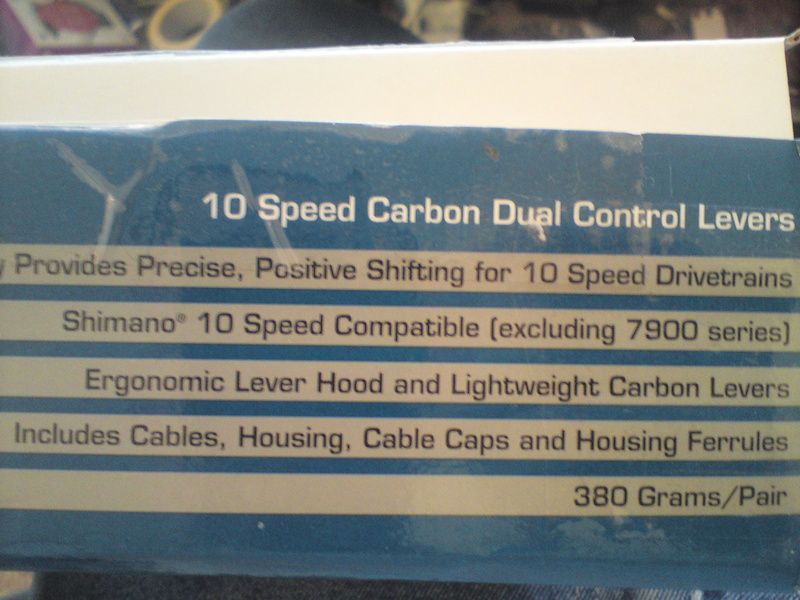 10 Speed Carbon Dual Control Levers
Provides Precise, Positive Shifting for 10 Speed Drivetrains
Shimano® 10 Speed Compatible (excluding 7900 series)
Ergonomic Lever Hood and Lightweight Carbon Levers
Includes Cables, Housing, Cable Caps and Housing Ferrules
380 Grams/Pair